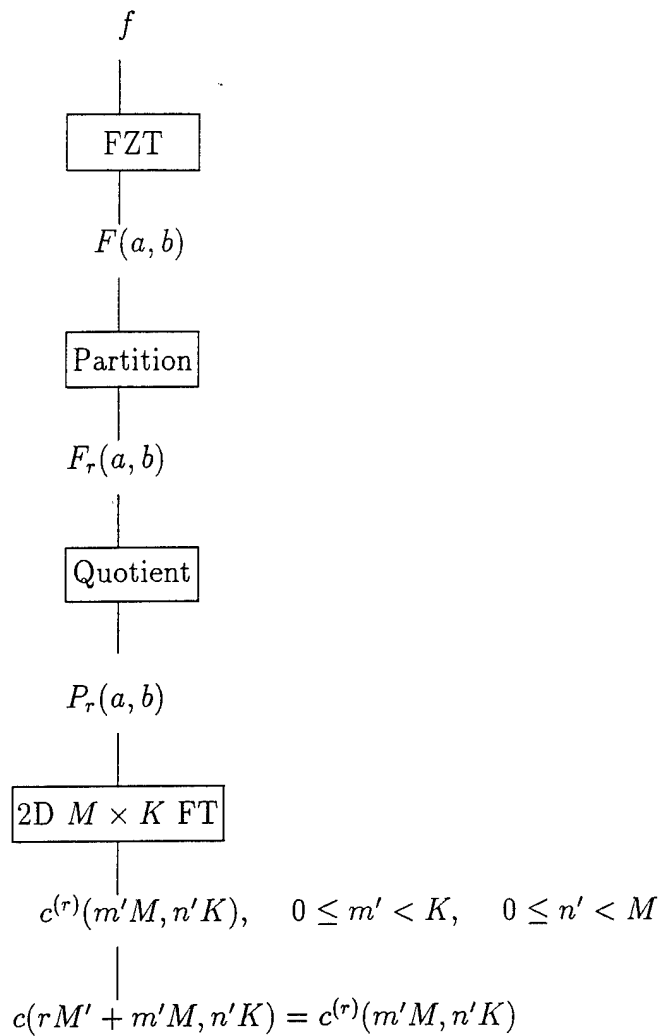 f
FZT
F(a, b)
Partition
F_r(a, b)
Quotient
P_r(a, b)
2D M × K FT
c^{(r)}(m′M, n′K), 0 ≤ m′ < K, 0 ≤ n′ < M
c(rM′ + m′M, n′K) = c^{(r)}(m′M, n′K)